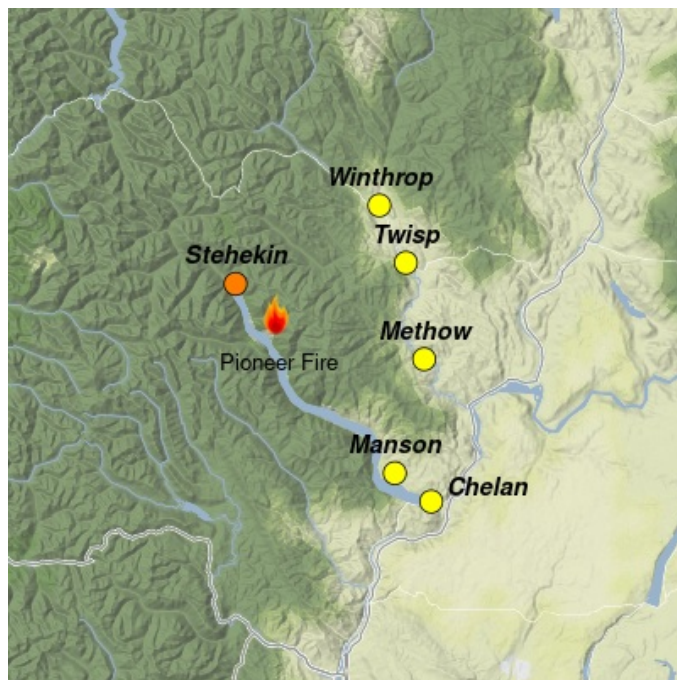 Winthrop
Twisp
Stehekin
Methow
Pioneer Fire
Manson
Chelan